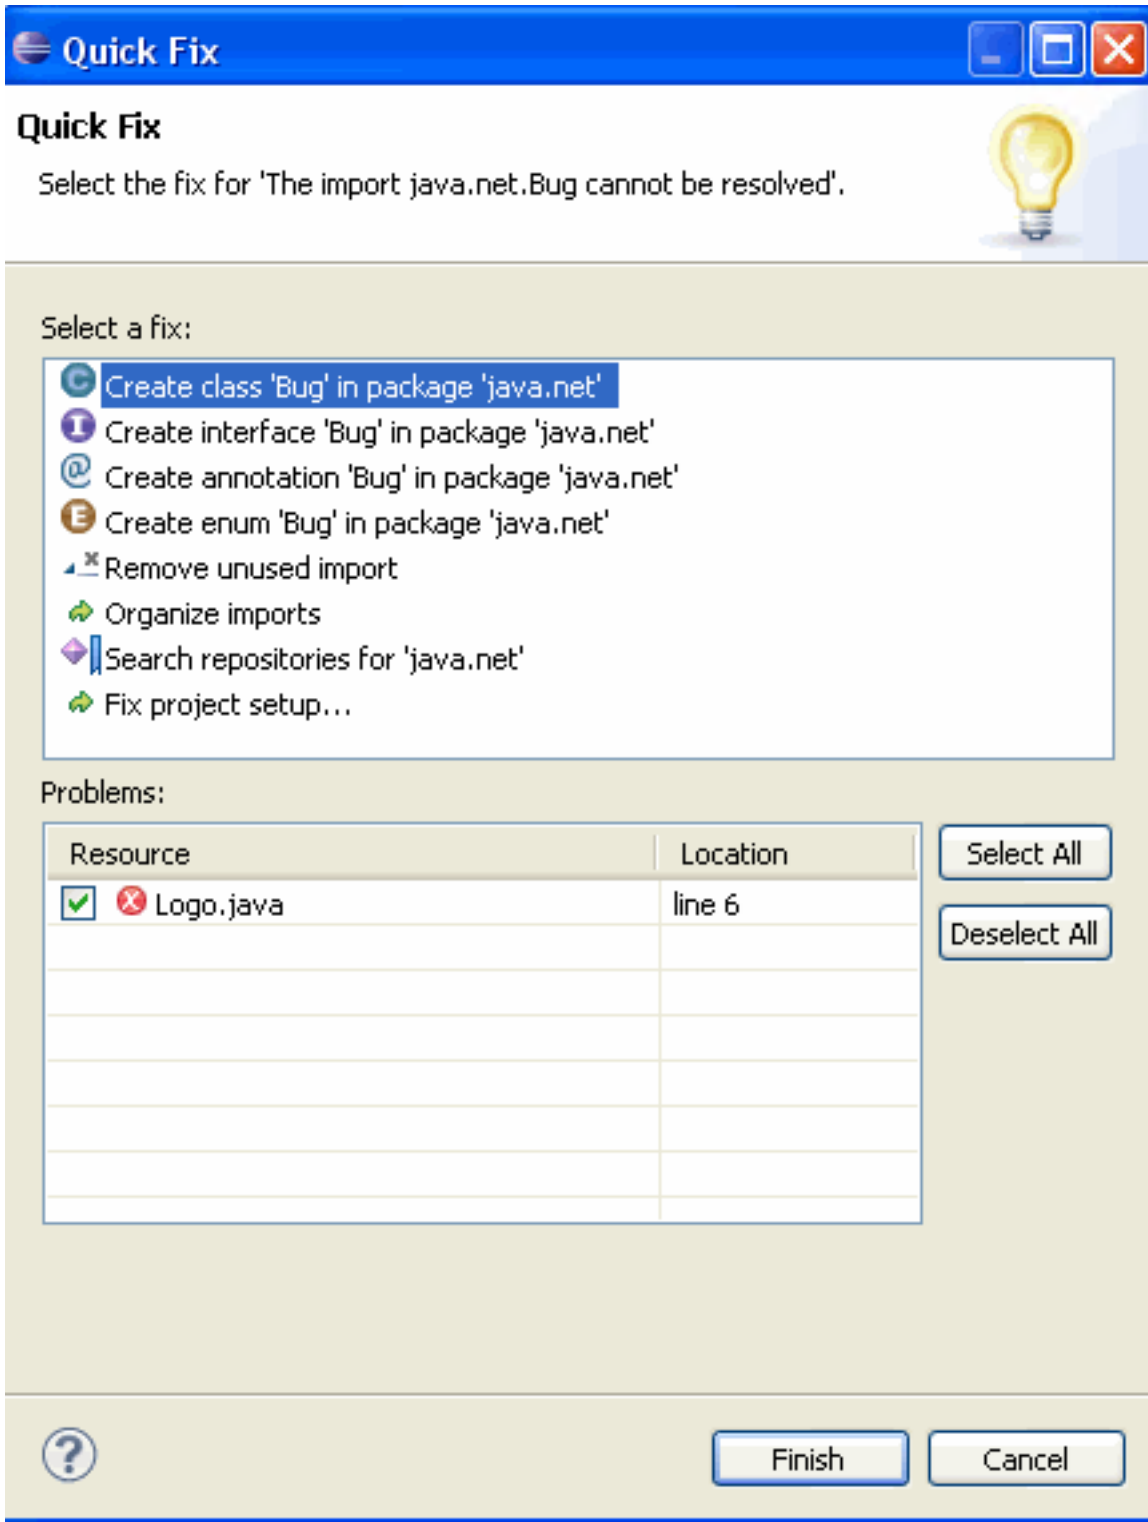 Quick Fix
Quick Fix
Select the fix for 'The import java.net.Bug cannot be resolved'.
Select a fix:
Create class 'Bug' in package 'java.net'
Create interface 'Bug' in package 'java.net'
Create annotation 'Bug' in package 'java.net'
Create enum 'Bug' in package 'java.net'
Remove unused import
Organize imports
Search repositories for 'java.net'
Fix project setup...
Problems:
Resource Location
Logo.java line 6
Select All
Deselect All
Finish Cancel